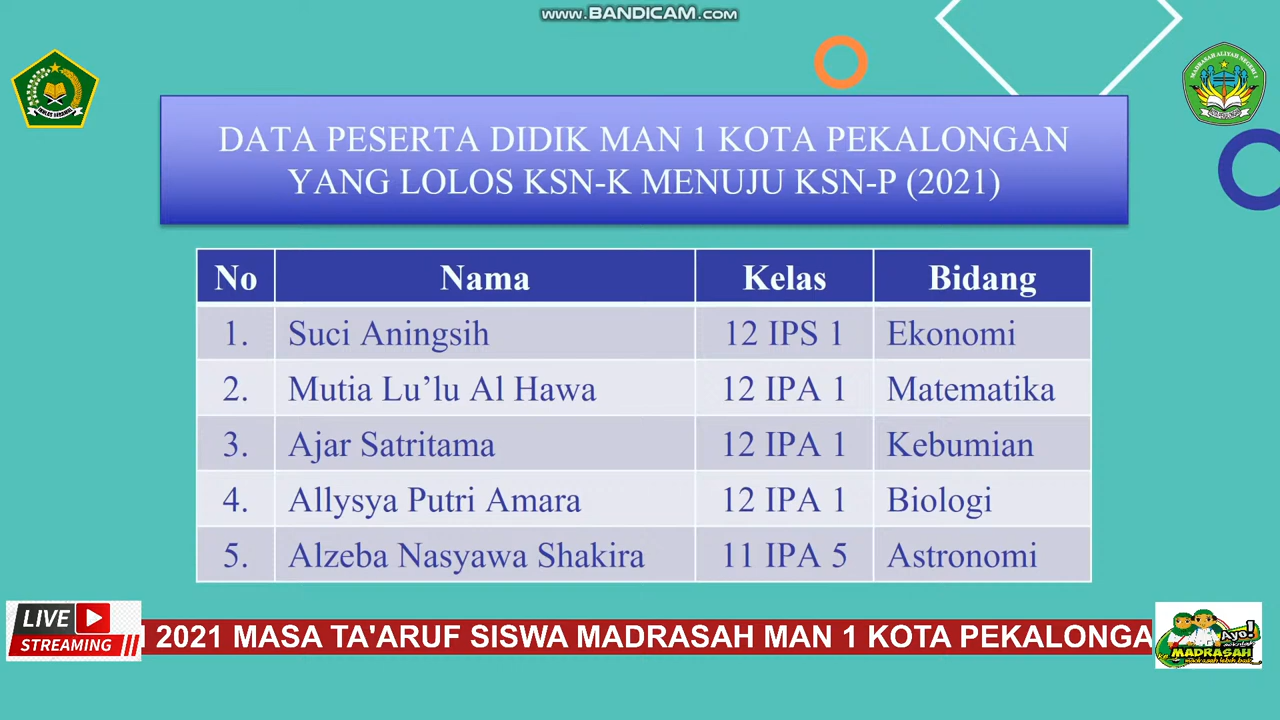 www.BANDICAM.com
DATA PESERTA DIDIK MAN 1 KOTA PEKALONGAN
YANG LOLOS KSN-K MENUJU KSN-P (2021)
No Nama Kelas Bidang
1. Suci Aningsih 12 IPS 1 Ekonomi
2. Mutia Lu’lu Al Hawa 12 IPA 1 Matematika
3. Ajar Satritama 12 IPA 1 Kebumian
4. Allysya Putri Amara 12 IPA 1 Biologi
5. Alzeba Nasyawa Shakira 11 IPA 5 Astronomi
LIVE
STREAMING
2021 MASA TA'ARUF SISWA MADRASAH MAN 1 KOTA PEKALONGA
Ayo!
MADRASAH